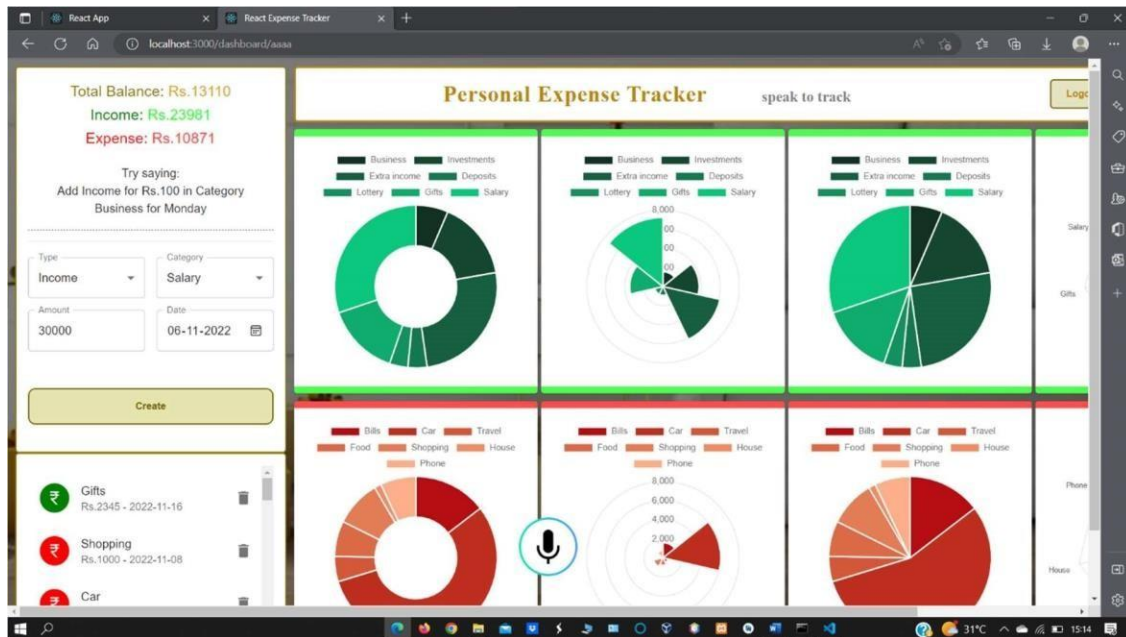 React App
React Expense Tracker
localhost:3000/dashboard/aaaa
Total Balance: Rs.13110
Income: Rs.23981
Expense: Rs.10871
Try saying:
Add Income for Rs.100 in Category
Business for Monday
Type
Income
Category
Salary
Amount
30000
Date
06-11-2022
Create
Gifts
Rs.2345 - 2022-11-16
Shopping
Rs.1000 - 2022-11-08
Car
Personal Expense Tracker
speak to track
Logo
Business Investments
Extra income Deposits
Lottery Gifts Salary
Business Investments
Extra income Deposits
Lottery Gifts Salary
8,000
00
00
00
Business Investments
Extra income Deposits
Lottery Gifts Salary
Salary
Gifts
Bills Car Travel
Food Shopping House
Phone
Bills Car Travel
Food Shopping House
Phone
8,000
6,000
4,000
2,000
Bills Car Travel
Food Shopping House
Phone
Phone
House
31°C
15:14